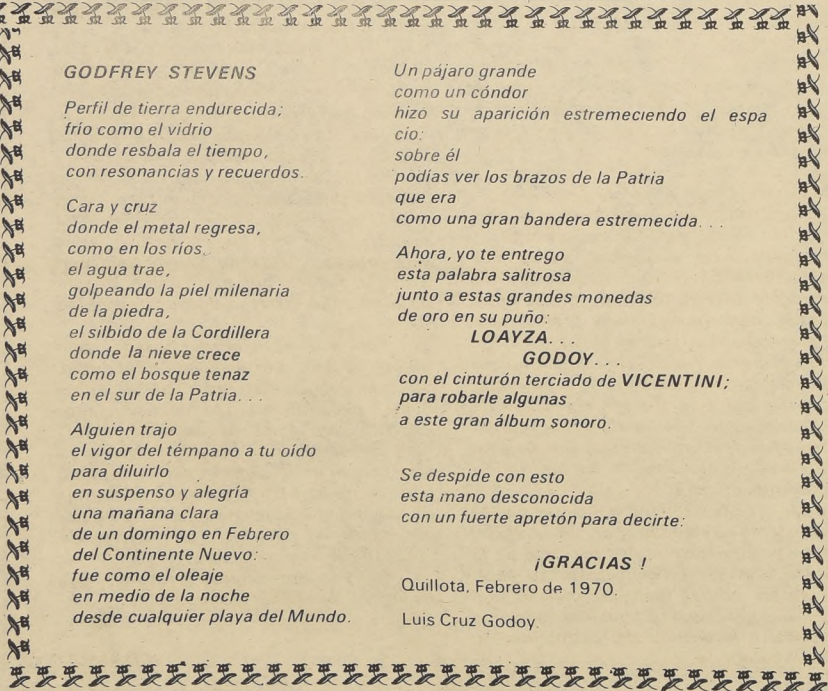 GODFREY STEVENS
Perfil de tierra endurecida;
frío como el vidrio
donde resbala el tiempo,
con resonancias y recuerdos.
Cara y cruz
donde el metal regresa,
como en los ríos,
el agua trae,
golpeando la piel milenaria
de la piedra,
el silbido de la Cordillera
donde la nieve crece
como el bosque tenaz
en el sur de la Patria. . .
Alguien trajo
el vigor del témpano a tu oído
para diluirlo
en suspenso y alegría
una mañana clara
de un domingo en Febrero
del Continente Nuevo:
fue como el oleaje
en medio de la noche
desde cualquier playa del Mundo.
Un pájaro grande
como un cóndor
hizo su aparición estremeciendo el espa
cio:
sobre él
podías ver los brazos de la Patria
que era
como una gran bandera estremecida. . .
Ahora, yo te entrego
esta palabra salitrosa
junto a estas grandes monedas
de oro en su puño:
LOAYZA. . .
GODOY. . .
con el cinturón terciado de VICENTINI;
para robarle algunas
a este gran álbum sonoro.
Se despide con esto
esta mano desconocida
con un fuerte apretón para decirte:
¡GRACIAS !
Quillota, Febrero de 1970.
Luis Cruz Godoy.